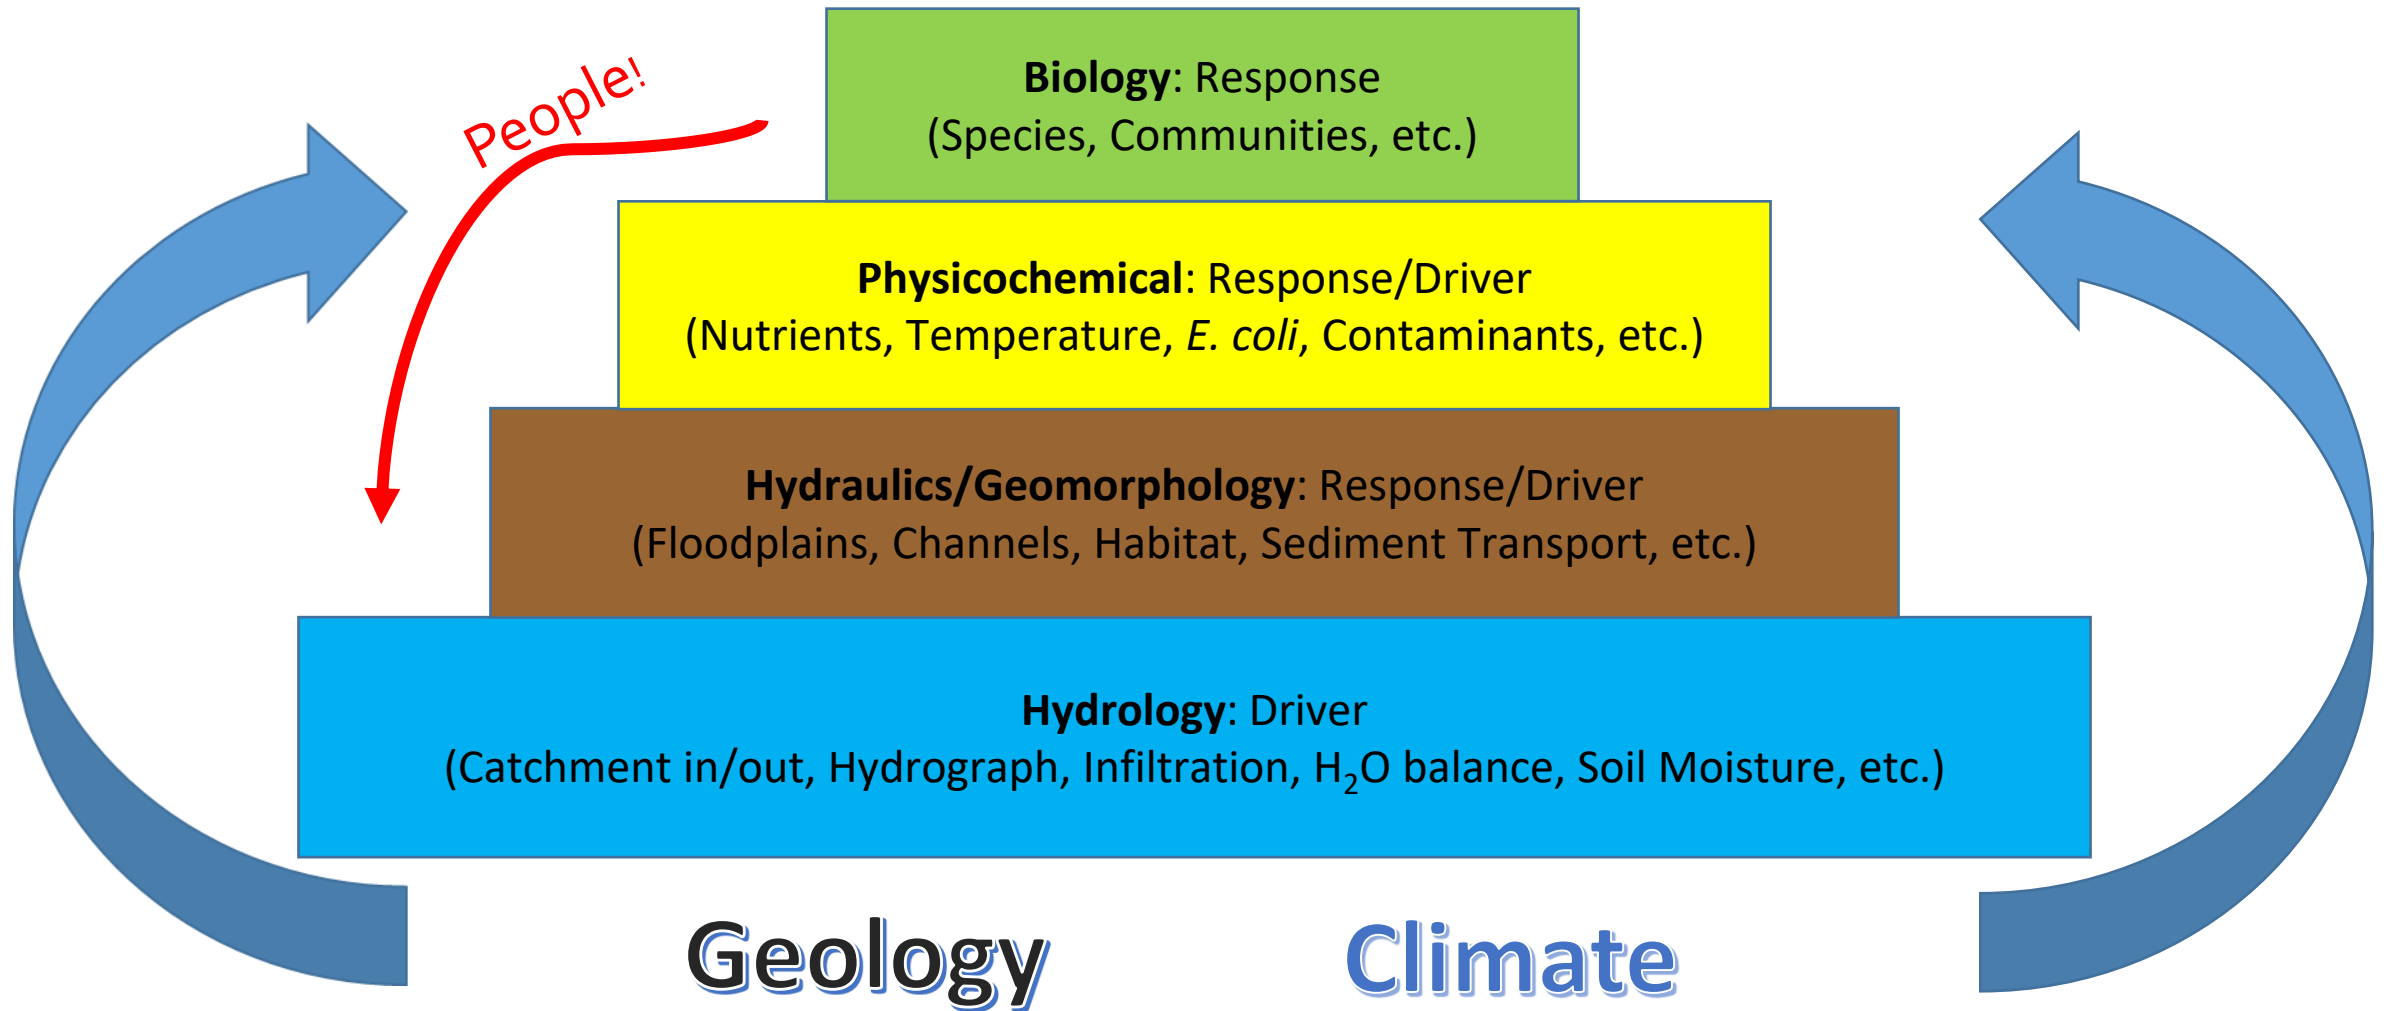 People!
Biology: Response
(Species, Communities, etc.)
Physicochemical: Response/Driver
(Nutrients, Temperature, E. coli, Contaminants, etc.)
Hydraulics/Geomorphology: Response/Driver
(Floodplains, Channels, Habitat, Sediment Transport, etc.)
Hydrology: Driver
(Catchment in/out, Hydrograph, Infiltration, H₂O balance, Soil Moisture, etc.)
Geology
Climate